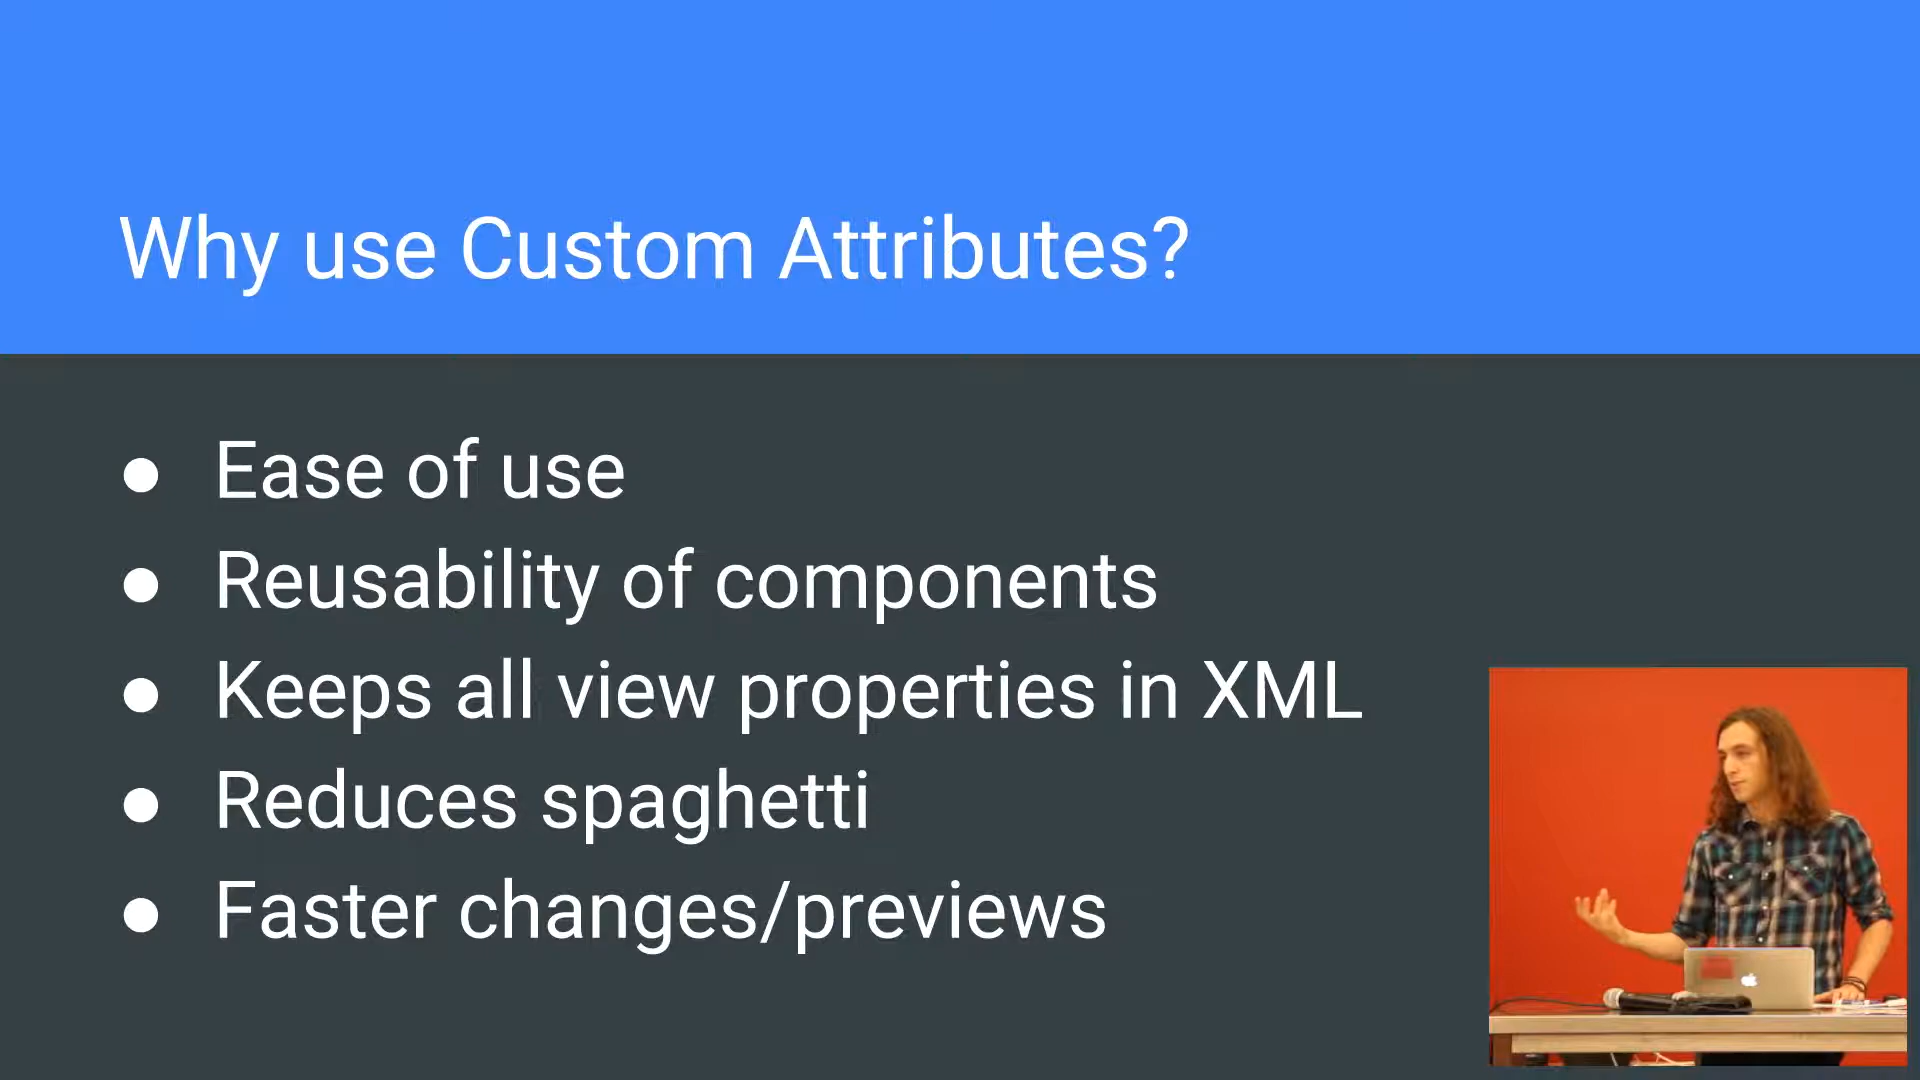 Why use Custom Attributes?
● Ease of use
● Reusability of components
● Keeps all view properties in XML
● Reduces spaghetti
● Faster changes/previews